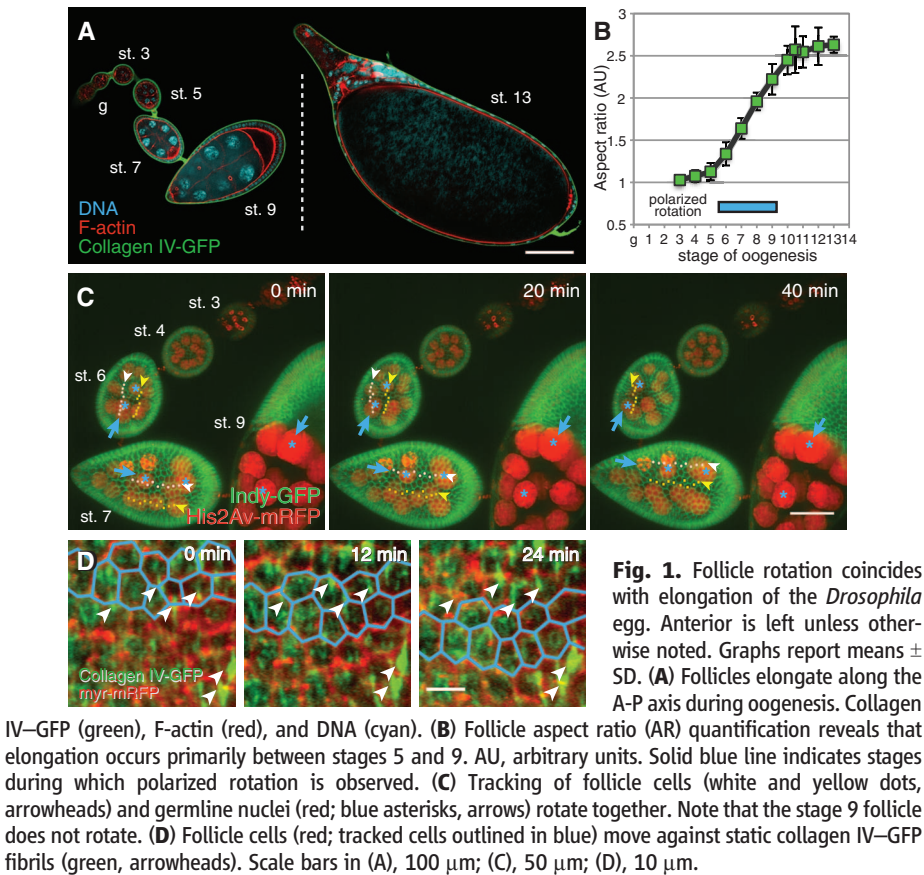 A
st. 3
st. 5
g
st. 7
st. 9
st. 13
DNA
F-actin
Collagen IV-GFP
B
Aspect ratio (AU)
3
2.5
2
1.5
1
0.5
polarized
rotation
g 1 2 3 4 5 6 7 8 9 10 11 12 13 14
stage of oogenesis
C
0 min
st. 3
st. 4
st. 6
st. 9
st. 7
Indy-GFP
His2Av-mRFP
20 min
40 min
D
0 min
Collagen IV-GFP
myr-mRFP
12 min
24 min
Fig. 1. Follicle rotation coincides
with elongation of the Drosophila
egg. Anterior is left unless other-
wise noted. Graphs report means ±
SD. (A) Follicles elongate along the
A-P axis during oogenesis. Collagen
IV–GFP (green), F-actin (red), and DNA (cyan). (B) Follicle aspect ratio (AR) quantification reveals that
elongation occurs primarily between stages 5 and 9. AU, arbitrary units. Solid blue line indicates stages
during which polarized rotation is observed. (C) Tracking of follicle cells (white and yellow dots,
arrowheads) and germline nuclei (red; blue asterisks, arrows) rotate together. Note that the stage 9 follicle
does not rotate. (D) Follicle cells (red; tracked cells outlined in blue) move against static collagen IV–GFP
fibrils (green, arrowheads). Scale bars in (A), 100 μm; (C), 50 μm; (D), 10 μm.